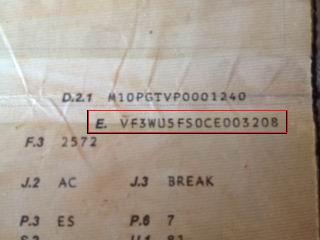 D.2.1 M10PGTVP0001240
E. VF3WU5FS0CE003208
F.3 2572
J.2 AC J.3 BREAK
P.3 ES P.6 7